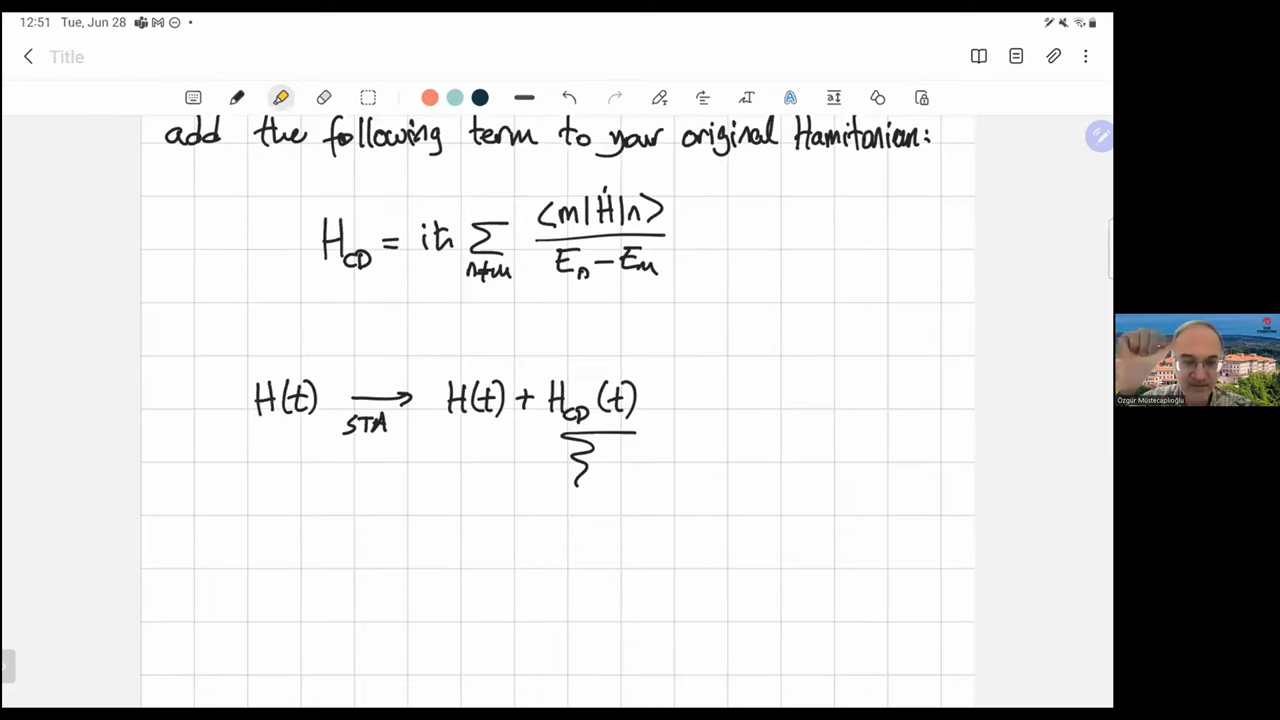 12:51 Tue, Jun 28
Title
add the following term to your original Hamitonian:
H_CD = iħ Σ_{n≠m} <m|Ḣ|n> / (E_n − E_m)
H(t) →_{STA} H(t) + H_CD (t)
Özgür Müstecaplıoğlu